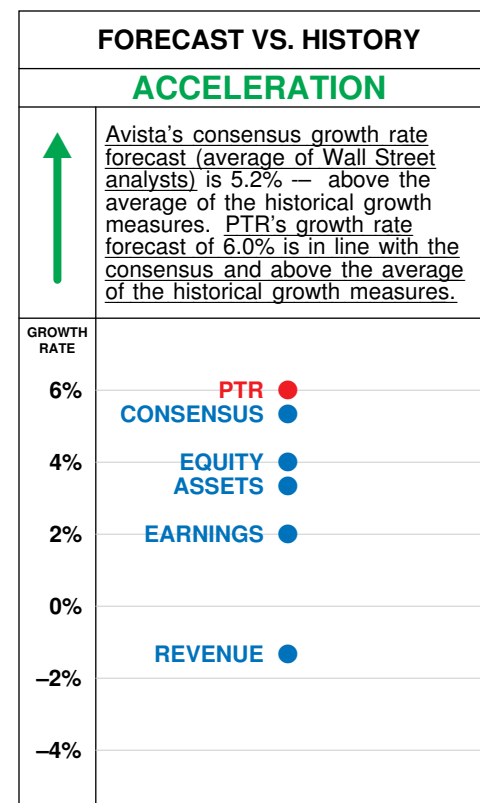 FORECAST VS. HISTORY
ACCELERATION
Avista’s consensus growth rate
forecast (average of Wall Street
analysts) is 5.2% -– above the
average of the historical growth
measures. PTR’s growth rate
forecast of 6.0% is in line with the
consensus and above the average
of the historical growth measures.
GROWTH
RATE
6%
PTR
CONSENSUS
4%
EQUITY
ASSETS
2%
EARNINGS
0%
REVENUE
–2%
–4%